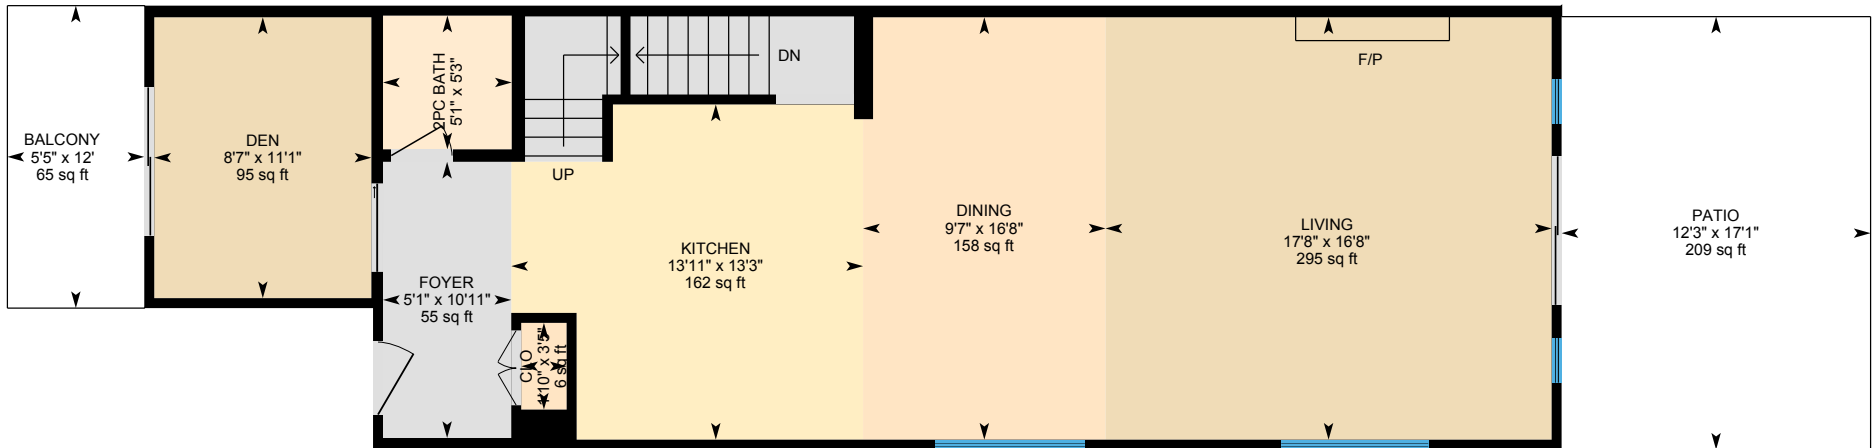 BALCONY
5'5" x 12'
65 sq ft
DEN
8'7" x 11'1"
95 sq ft
2PC BATH
5'1" x 5'3"
UP
DN
FOYER
5'1" x 10'11"
55 sq ft
CLO
1'10" x 3'5"
6 sq ft
KITCHEN
13'11" x 13'3"
162 sq ft
DINING
9'7" x 16'8"
158 sq ft
F/P
LIVING
17'8" x 16'8"
295 sq ft
PATIO
12'3" x 17'1"
209 sq ft